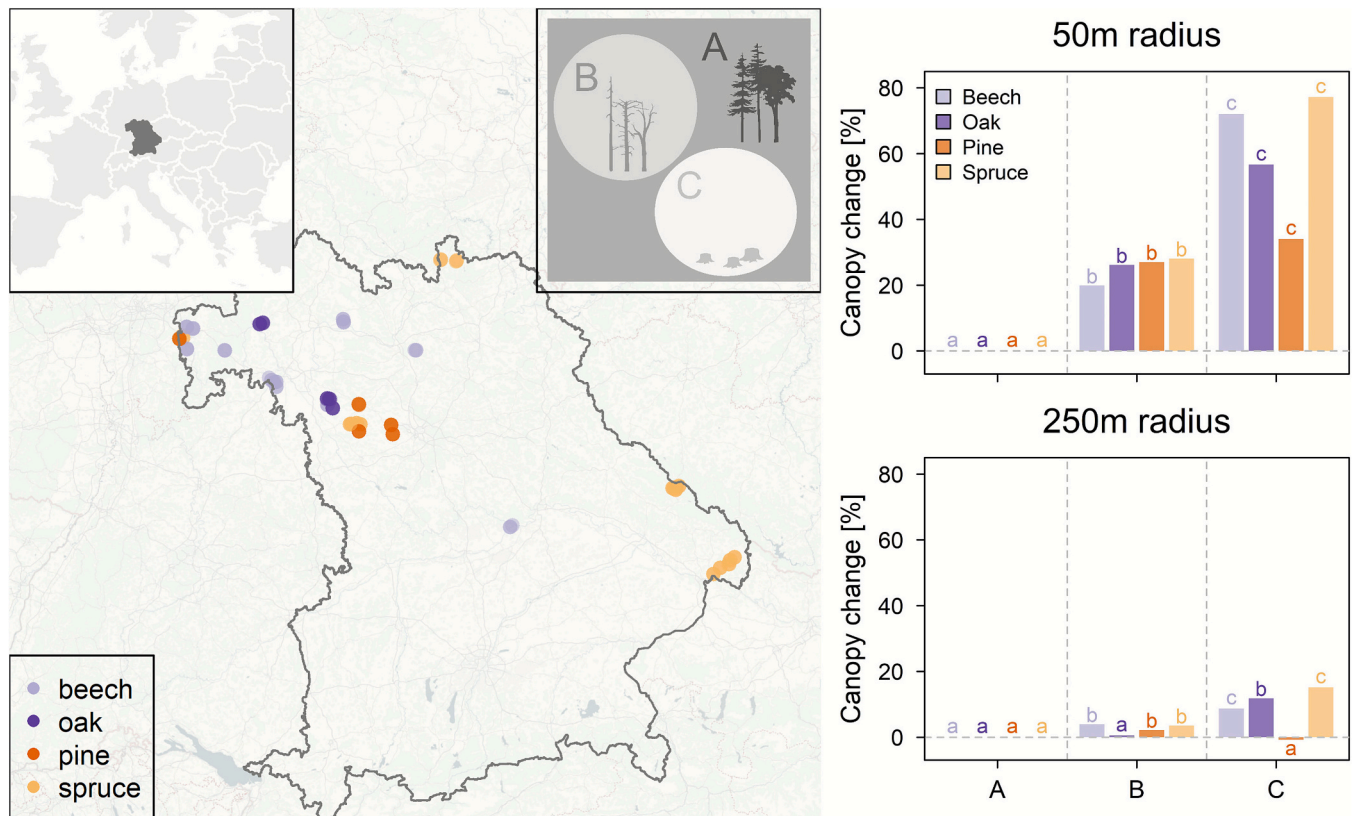 A
B
C
beech
oak
pine
spruce
50m radius
Canopy change [%]
80
60
40
20
0
Beech
Oak
Pine
Spruce
a a a a
b b b b
c c c c
250m radius
Canopy change [%]
80
60
40
20
0
a a a a
b a b b
c b a c
A B C